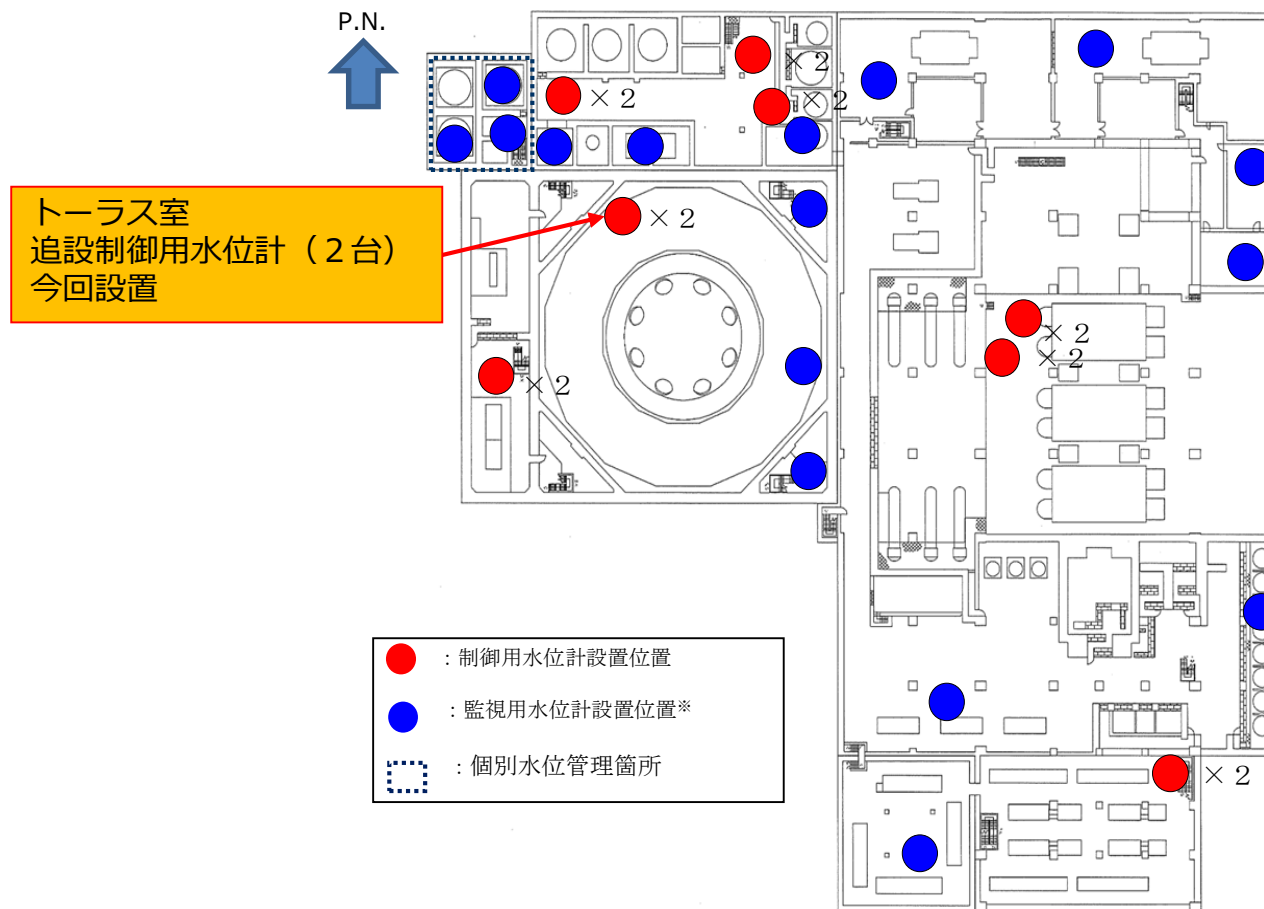 P.N.
× 2
× 2
× 2
トーラス室
追設制御用水位計（２台）
今回設置
× 2
× 2
× 2
× 2
：制御用水位計設置位置
：監視用水位計設置位置※
：個別水位管理箇所
× 2